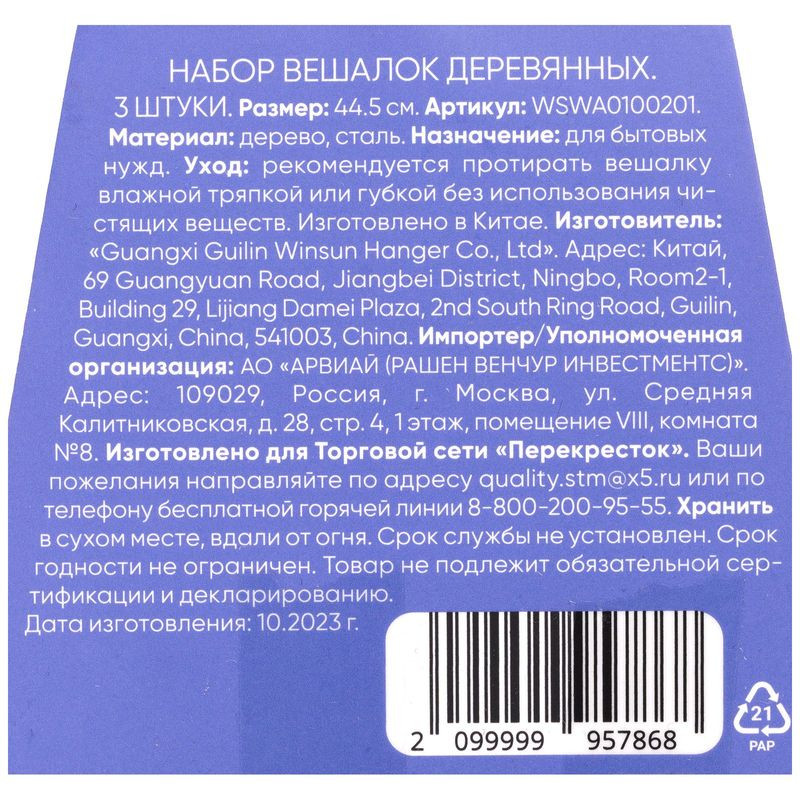 НАБОР ВЕШАЛОК ДЕРЕВЯННЫХ.
3 ШТУКИ. Размер: 44.5 см. Артикул: WSWA0100201.
Материал: дерево, сталь. Назначение: для бытовых
нужд. Уход: рекомендуется протирать вешалку
влажной тряпкой или губкой без использования чи-
стящих веществ. Изготовлено в Китае. Изготовитель:
«Guangxi Guilin Winsun Hanger Co., Ltd». Адрес: Китай,
69 Guangyuan Road, Jiangbei District, Ningbo, Room2-1,
Building 29, Lijiang Damei Plaza, 2nd South Ring Road, Guilin,
Guangxi, China, 541003, China. Импортер/Уполномоченная
организация: АО «АРВИАЙ (РАШЕН ВЕНЧУР ИНВЕСТМЕНТС)».
Адрес: 109029, Россия, г. Москва, ул. Средняя
Калитниковская, д. 28, стр. 4, 1 этаж, помещение VIII, комната
№8. Изготовлено для Торговой сети «Перекресток». Ваши
пожелания направляйте по адресу quality.stm@x5.ru или по
телефону бесплатной горячей линии 8-800-200-95-55. Хранить
в сухом месте, вдали от огня. Срок службы не установлен. Срок
годности не ограничен. Товар не подлежит обязательной сер-
тификации и декларированию.
Дата изготовления: 10.2023 г.
2 099999 957868
21
PAP